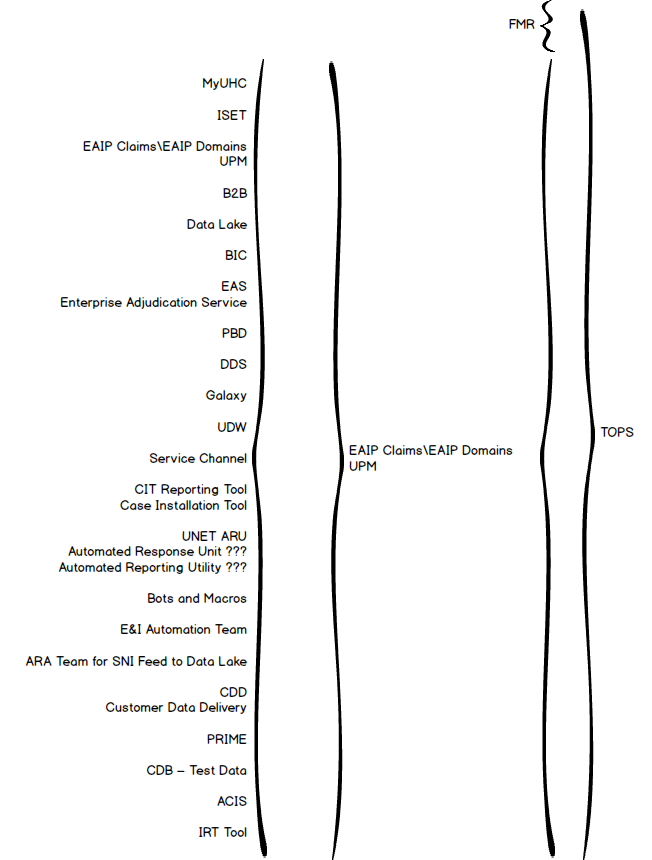 FMR
MyUHC
ISET
EAIP Claims\EAIP Domains
UPM
B2B
Data Lake
BIC
EAS
Enterprise Adjudication Service
PBD
DDS
Galaxy
UDW
TOPS
Service Channel
EAIP Claims\EAIP Domains
UPM
CIT Reporting Tool
Case Installation Tool
UNET ARU
Automated Response Unit ???
Automated Reporting Utility ???
Bots and Macros
E&I Automation Team
ARA Team for SNI Feed to Data Lake
CDD
Customer Data Delivery
PRIME
CDB – Test Data
ACIS
IRT Tool